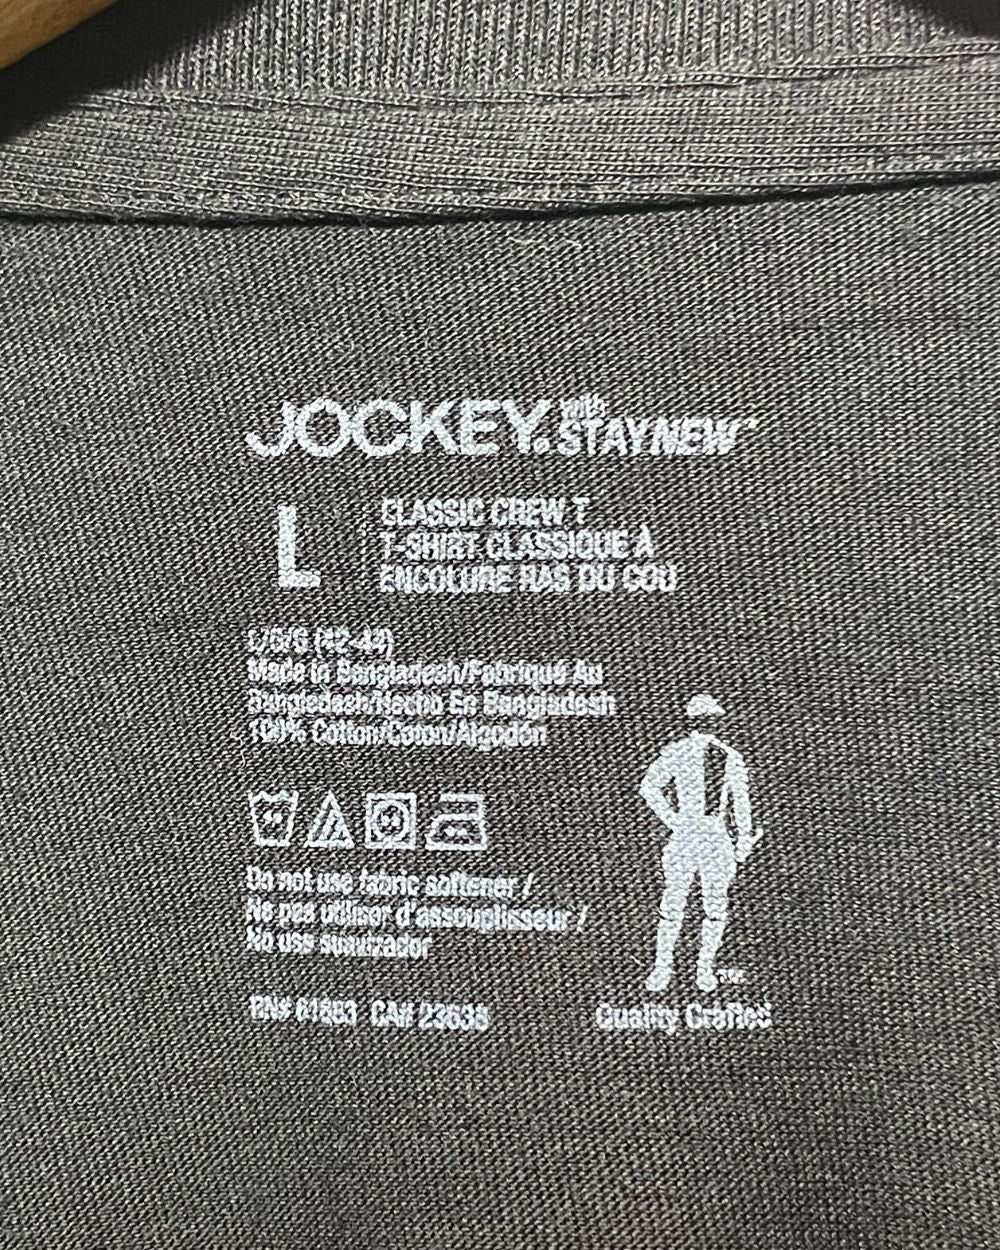 JOCKEY® with STAYNEW™
L
CLASSIC CREW T
T-SHIRT CLASSIQUE À
ENCOLURE RAS DU COU
L/G/G (42-44)
Made in Bangladesh/Fabriqué Au
Bangladesh/Hecho En Bangladesh
100% Cotton/Coton/Algodón
Do not use fabric softener /
Ne pas utiliser d'assouplisseur /
No use suavizador
RN# CA#
TM
Quality Crafted